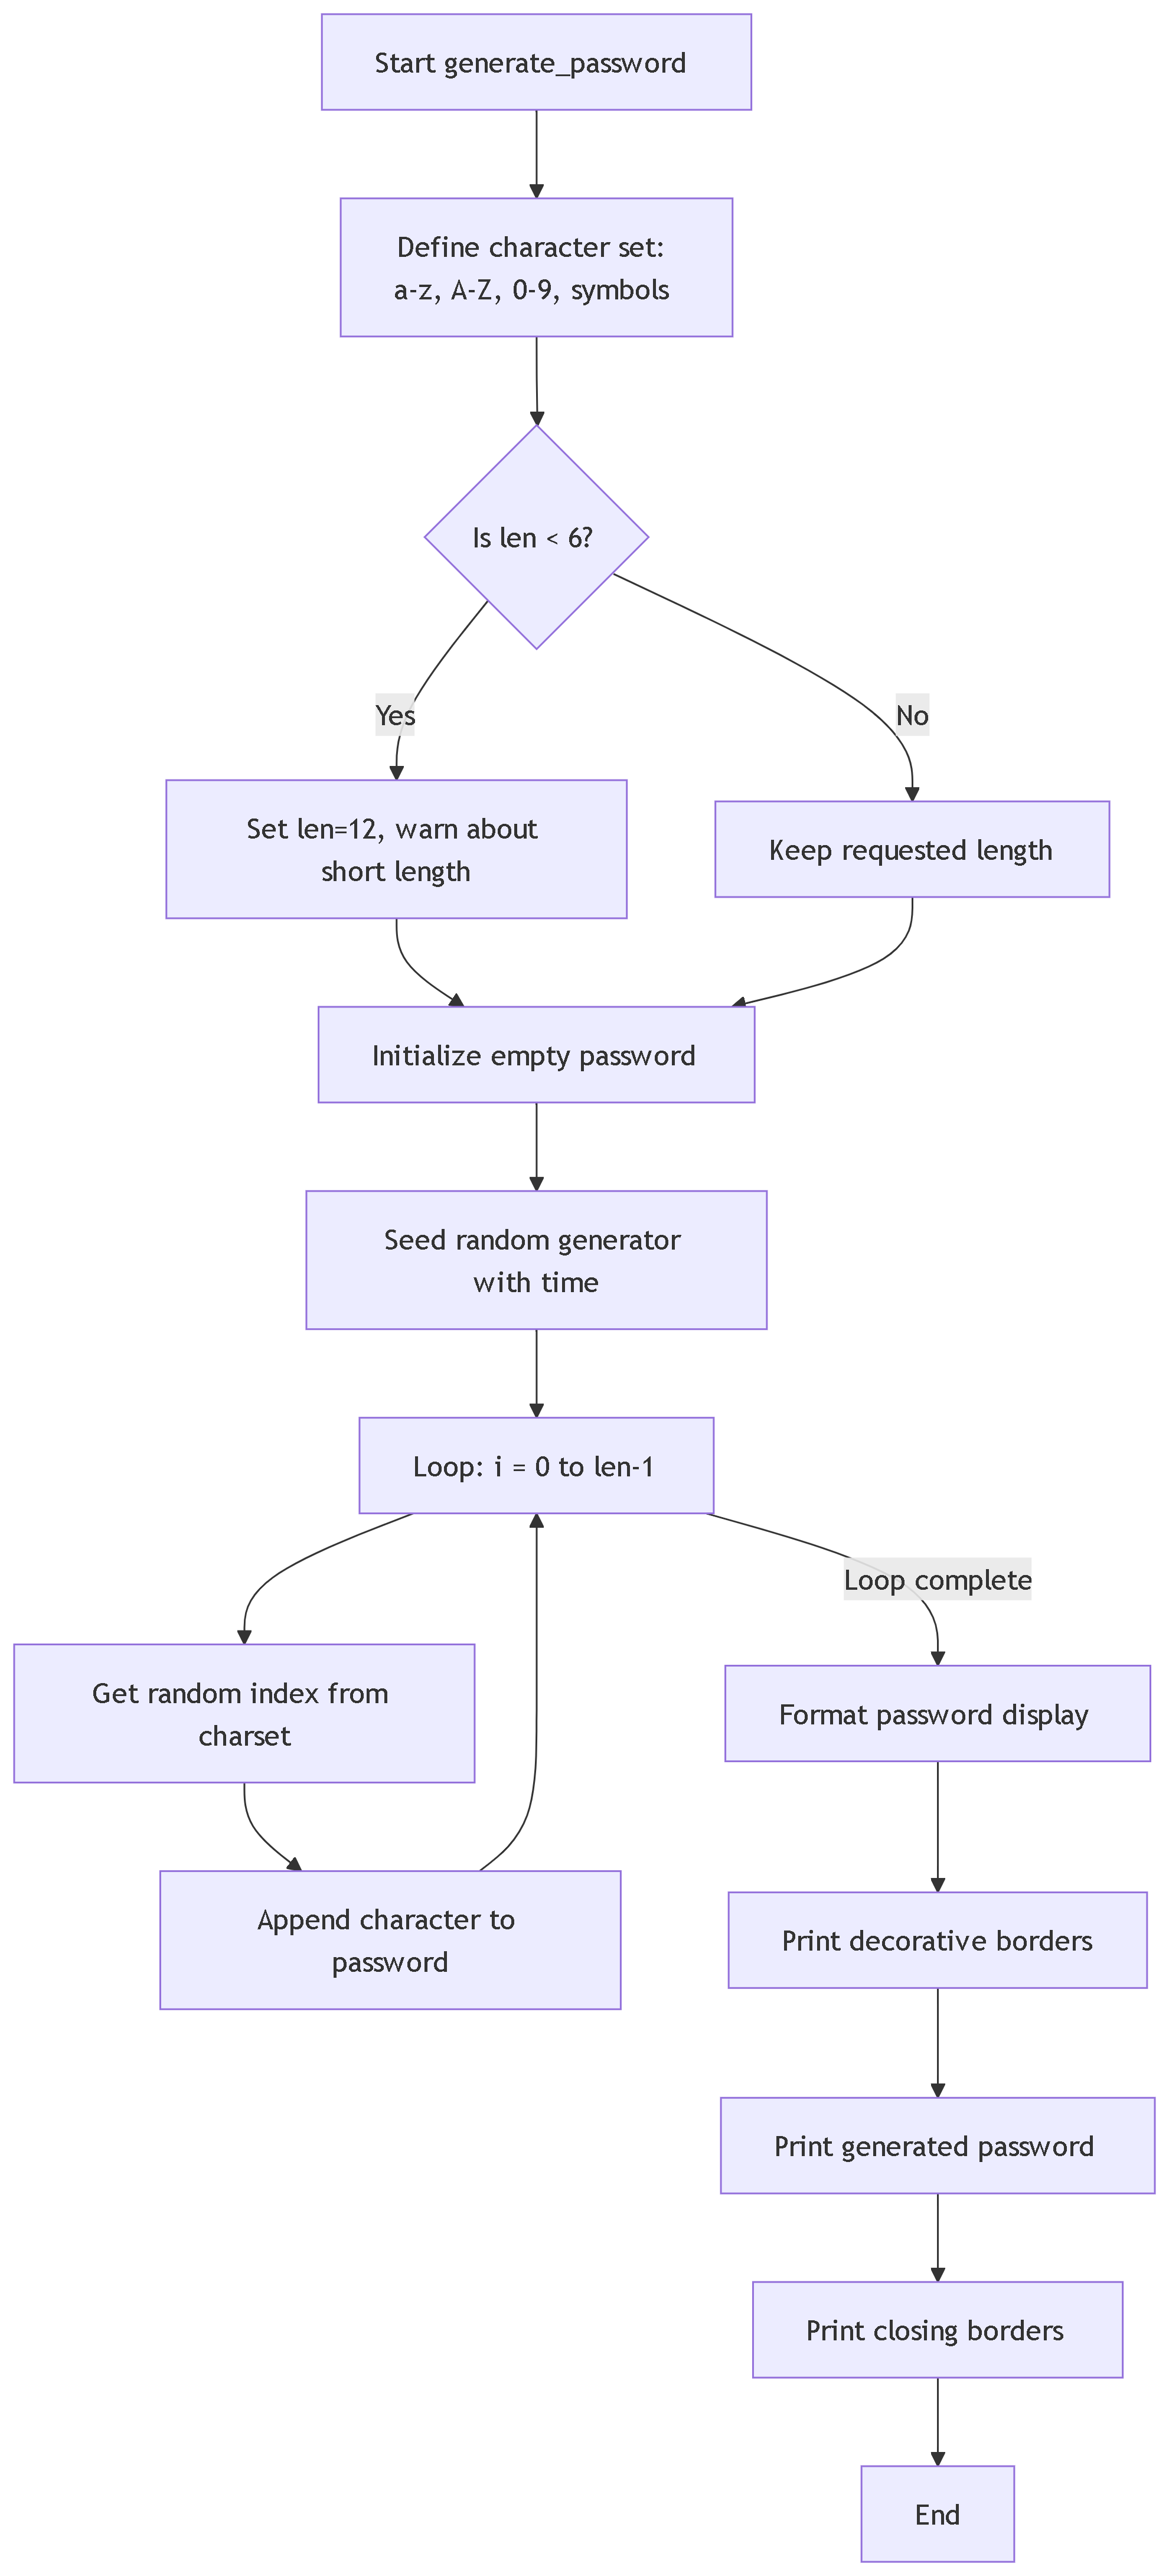 Start generate_password
Define character set:
a-z, A-Z, 0-9, symbols
Is len < 6?
Yes
No
Set len=12, warn about
short length
Keep requested length
Initialize empty password
Seed random generator
with time
Loop: i = 0 to len-1
Loop complete
Get random index from
charset
Format password display
Append character to
password
Print decorative borders
Print generated password
Print closing borders
End